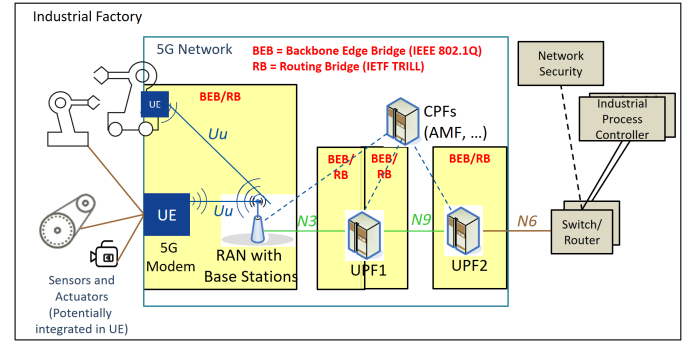 Industrial Factory
5G Network
BEB = Backbone Edge Bridge (IEEE 802.1Q)
RB = Routing Bridge (IETF TRILL)
Network
Security
BEB/RB
UE
Uu
CPFs
(AMF, ...)
Industrial
Process
Controller
BEB/
RB
BEB/
RB
BEB/RB
UE
Uu
N3
N9
N6
Switch/
Router
5G
Modem
RAN with
Base Stations
UPF1
UPF2
Sensors and
Actuators
(Potentially
integrated in UE)